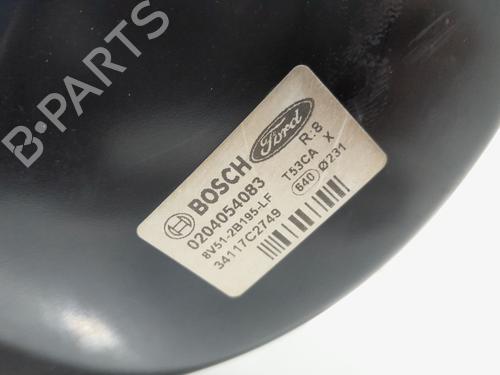 B-PARTS
BOSCH
Ford
0204054083
R:8
8V51-2B195-LF
T53CA X
34117C2749
640 Ø231